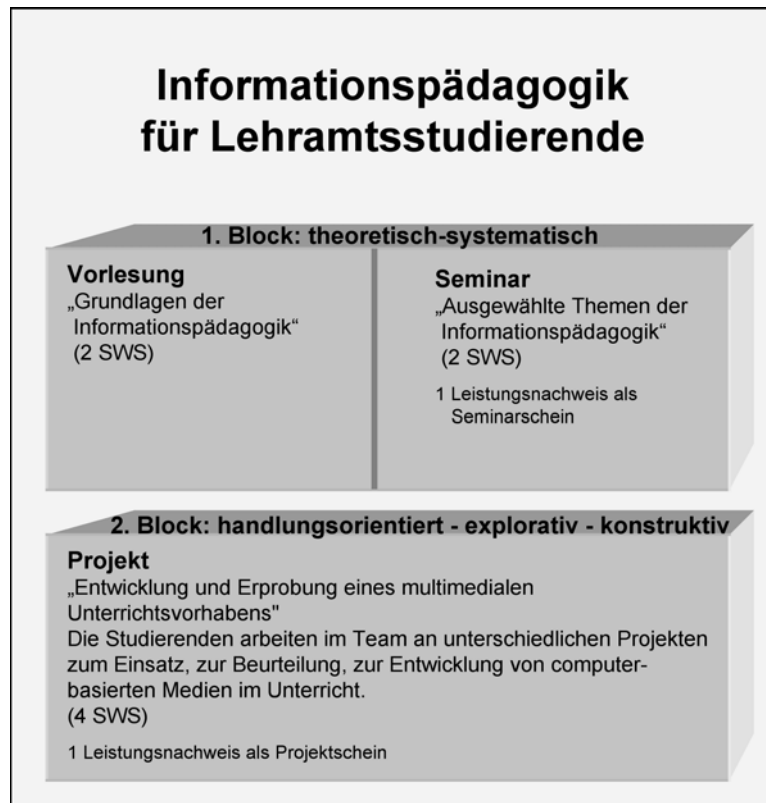 Informationspädagogik
für Lehramtsstudierende
1. Block: theoretisch-systematisch
Vorlesung
„Grundlagen der
Informationspädagogik“
(2 SWS)
Seminar
„Ausgewählte Themen der
Informationspädagogik“
(2 SWS)
1 Leistungsnachweis als
Seminarschein
2. Block: handlungsorientiert - explorativ - konstruktiv
Projekt
„Entwicklung und Erprobung eines multimedialen
Unterrichtsvorhabens"
Die Studierenden arbeiten im Team an unterschiedlichen Projekten
zum Einsatz, zur Beurteilung, zur Entwicklung von computer-
basierten Medien im Unterricht.
(4 SWS)
1 Leistungsnachweis als Projektschein